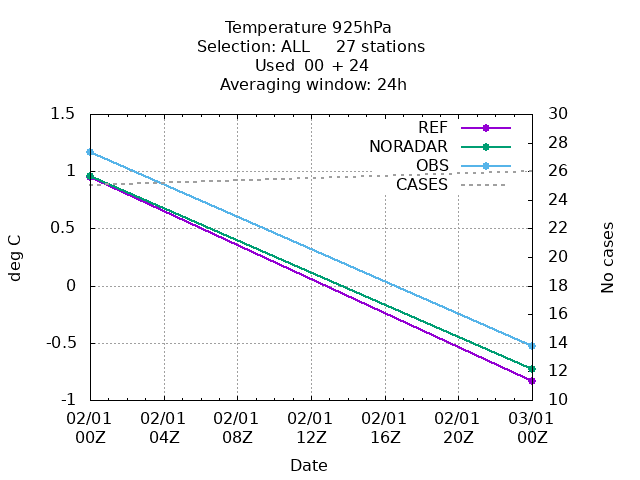 Temperature 925hPa
Selection: ALL 27 stations
Used 00 + 24
Averaging window: 24h
1.5
1
0.5
0
-0.5
-1
deg C
30
28
26
24
22
20
18
16
14
12
10
No cases
REF
NORADAR
OBS
CASES
02/01 02/01 02/01 02/01 02/01 02/01 03/01
00Z 04Z 08Z 12Z 16Z 20Z 00Z
Date